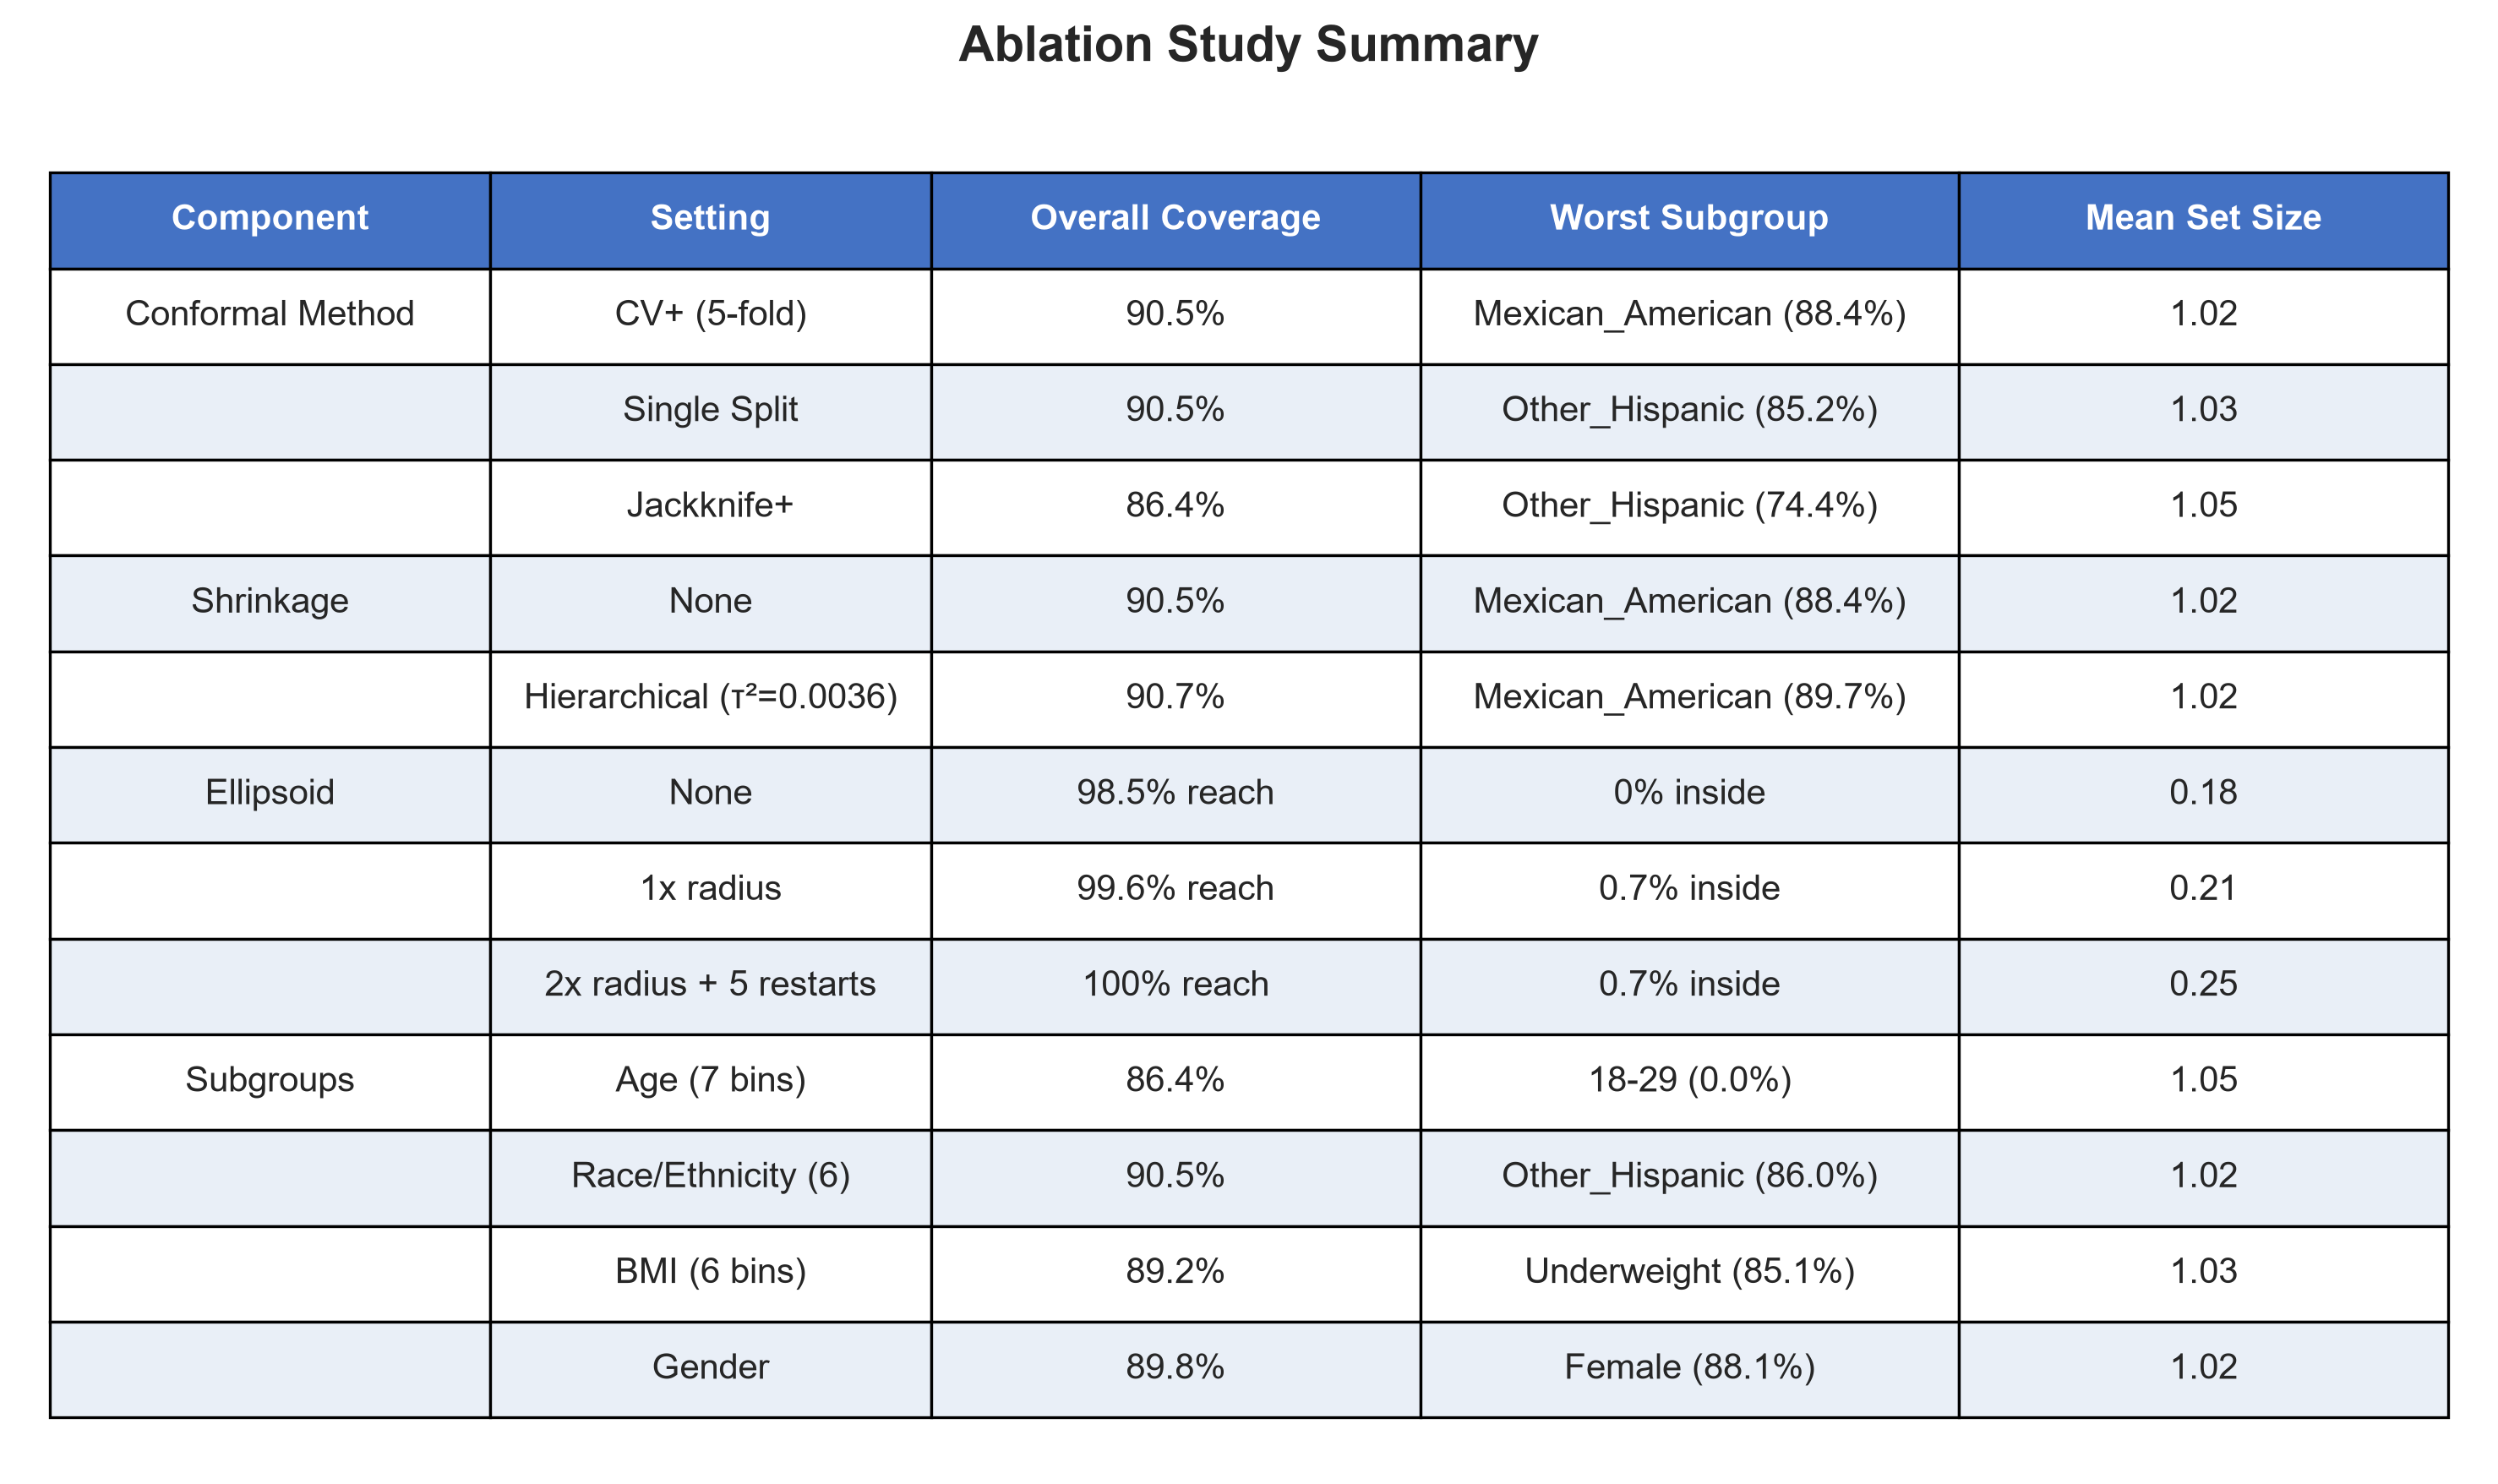 Ablation Study Summary
Component Setting Overall Coverage Worst Subgroup Mean Set Size
Conformal Method CV+ (5-fold) 90.5% Mexican_American (88.4%) 1.02
Single Split 90.5% Other_Hispanic (85.2%) 1.03
Jackknife+ 86.4% Other_Hispanic (74.4%) 1.05
Shrinkage None 90.5% Mexican_American (88.4%) 1.02
Hierarchical (τ²=0.0036) 90.7% Mexican_American (89.7%) 1.02
Ellipsoid None 98.5% reach 0% inside 0.18
1x radius 99.6% reach 0.7% inside 0.21
2x radius + 5 restarts 100% reach 0.7% inside 0.25
Subgroups Age (7 bins) 86.4% 18-29 (0.0%) 1.05
Race/Ethnicity (6) 90.5% Other_Hispanic (86.0%) 1.02
BMI (6 bins) 89.2% Underweight (85.1%) 1.03
Gender 89.8% Female (88.1%) 1.02